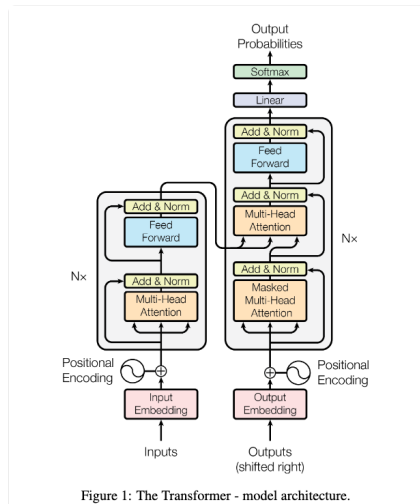 Output
Probabilities
Softmax
Linear
Add & Norm
Feed
Forward
Add & Norm
Multi-Head
Attention
Add & Norm
Masked
Multi-Head
Attention
Nx
Add & Norm
Feed
Forward
Add & Norm
Multi-Head
Attention
Nx
Positional
Encoding
Positional
Encoding
Input
Embedding
Output
Embedding
Inputs
Outputs
(shifted right)
Figure 1: The Transformer - model architecture.